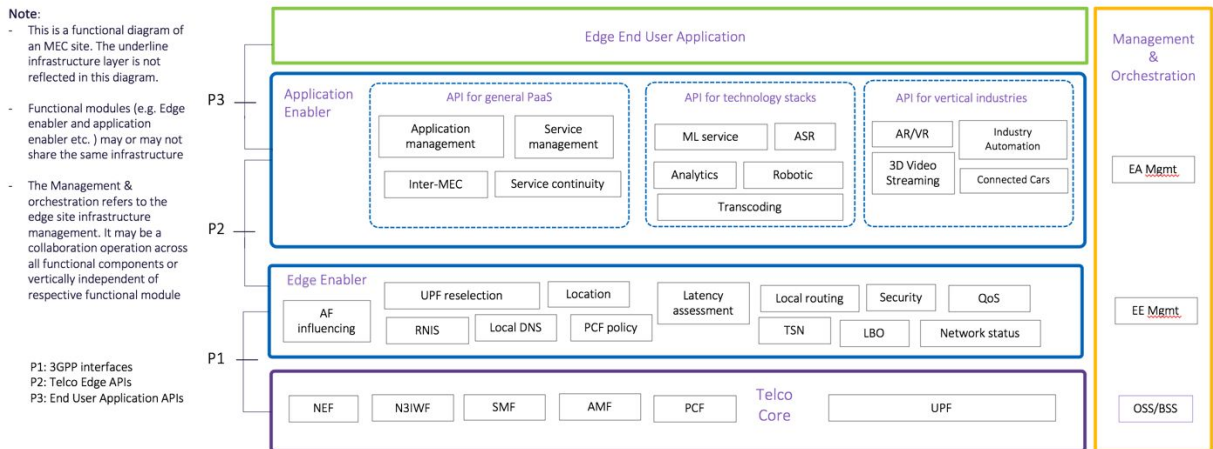 Note:
- This is a functional diagram of
an MEC site. The underline
infrastructure layer is not
reflected in this diagram.
- Functional modules (e.g. Edge
enabler and application
enabler etc. ) may or may not
share the same infrastructure
- The Management &
orchestration refers to the
edge site infrastructure
management. It may be a
collaboration operation across
all functional components or
vertically independent of
respective functional module
P1: 3GPP interfaces
P2: Telco Edge APIs
P3: End User Application APIs
P3
P2
P1
Edge End User Application
Application
Enabler
API for general PaaS
Application
management
Service
management
Inter-MEC
Service continuity
API for technology stacks
ML service
ASR
Analytics
Robotic
Transcoding
API for vertical industries
AR/VR
Industry
Automation
3D Video
Streaming
Connected Cars
Edge Enabler
AF
influencing
UPF reselection
Location
RNIS
Local DNS
PCF policy
Latency
assessment
Local routing
Security
QoS
TSN
LBO
Network status
NEF
N3IWF
SMF
AMF
PCF
Telco
Core
UPF
Management
&
Orchestration
EA Mgmt
EE Mgmt
OSS/BSS